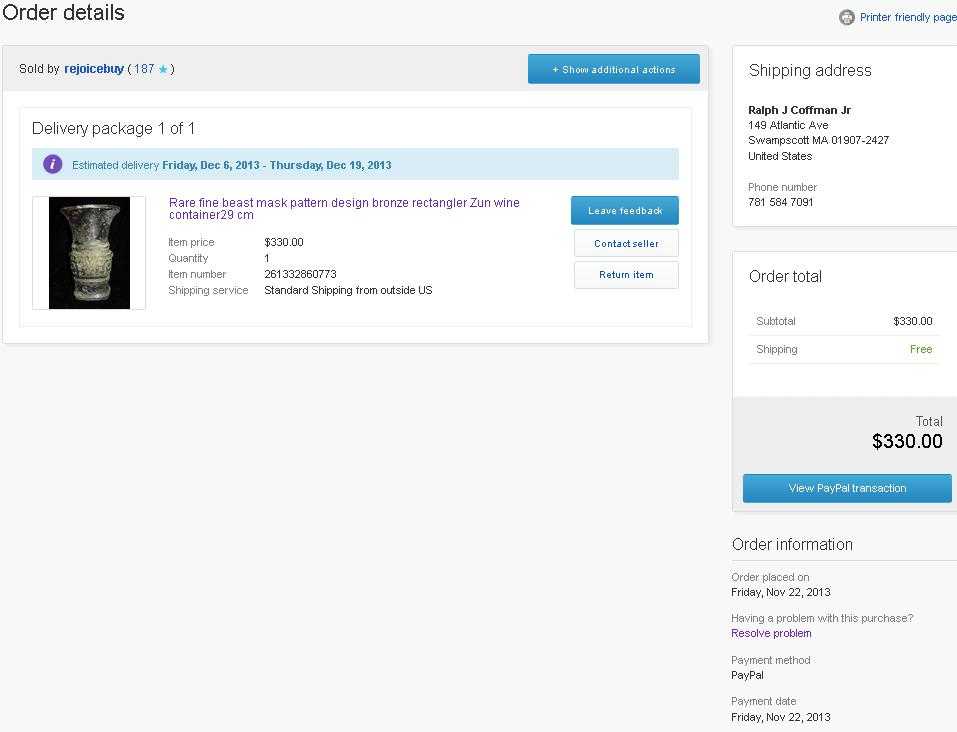 Order details
Printer friendly page
Sold by rejoicebuy ( 187 ★ )
+ Show additional actions
Delivery package 1 of 1
i Estimated delivery Friday, Dec 6, 2013 - Thursday, Dec 19, 2013
Rare fine beast mask pattern design bronze rectangler Zun wine
container29 cm
Item price $330.00
Quantity 1
Item number 261332860773
Shipping service Standard Shipping from outside US
Leave feedback
Contact seller
Return item
Shipping address
Ralph J Coffman Jr
149 Atlantic Ave
Swampscott MA 01907-2427
United States
Phone number
781 584 7091
Order total
Subtotal $330.00
Shipping Free
Total
$330.00
View PayPal transaction
Order information
Order placed on
Friday, Nov 22, 2013
Having a problem with this purchase?
Resolve problem
Payment method
PayPal
Payment date
Friday, Nov 22, 2013